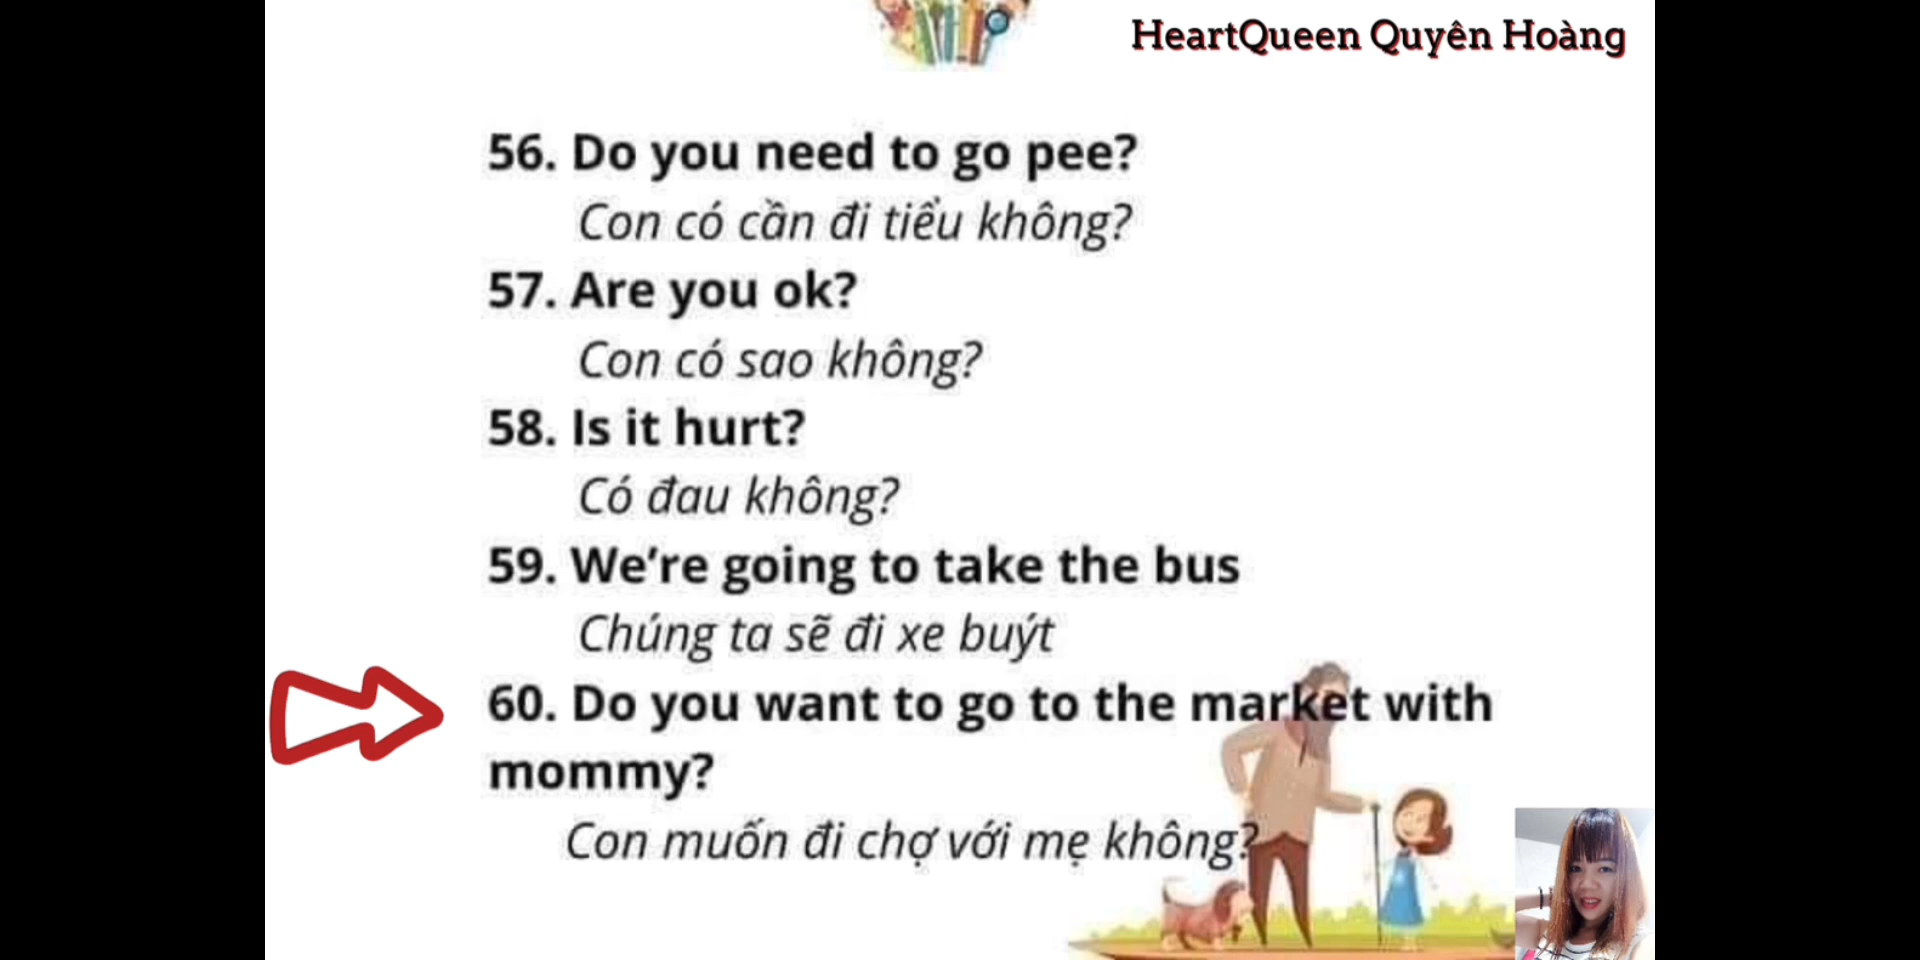 HeartQueen Quyên Hoàng
56. Do you need to go pee?
Con có cần đi tiểu không?
57. Are you ok?
Con có sao không?
58. Is it hurt?
Có đau không?
59. We’re going to take the bus
Chúng ta sẽ đi xe buýt
60. Do you want to go to the market with
mommy?
Con muốn đi chợ với mẹ không?